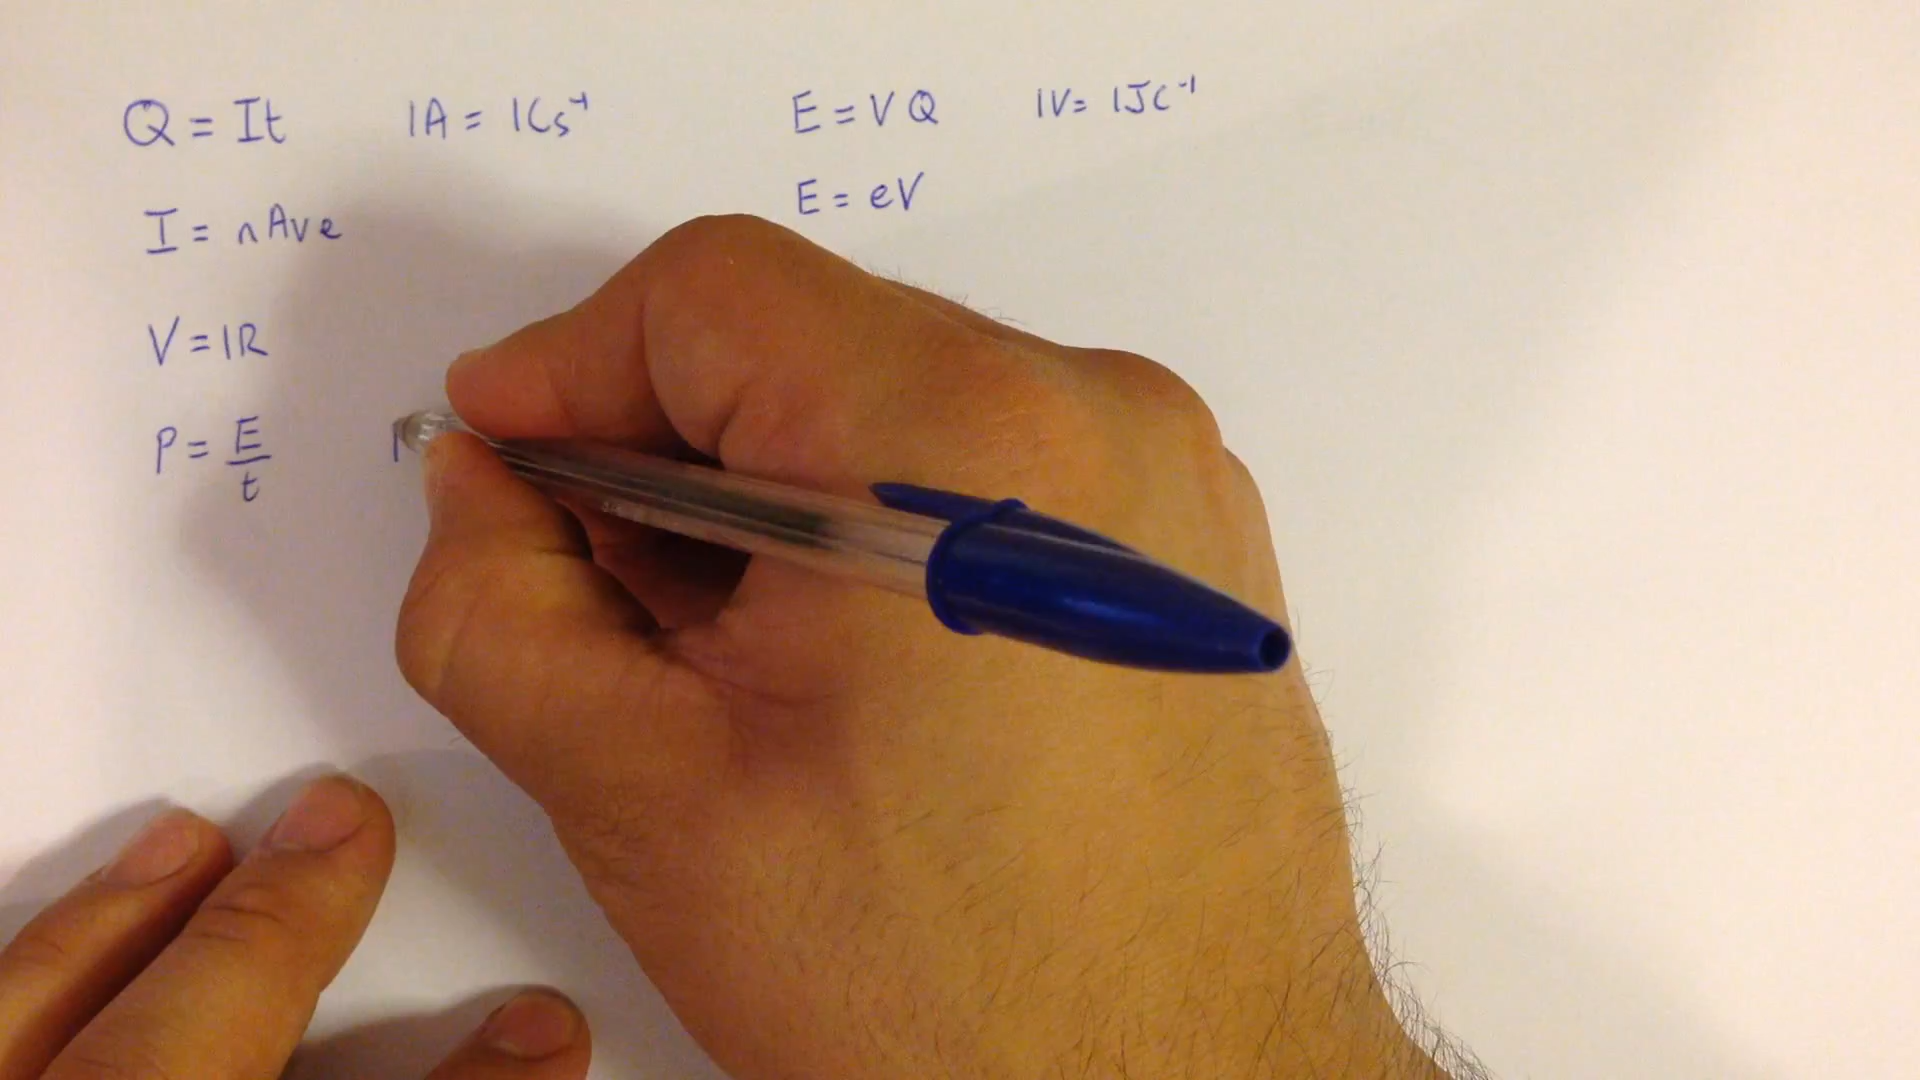 Q = It 1A = 1Cs⁻¹ E = VQ 1V = 1JC⁻¹
I = nAve E = eV
V = IR
P = E/t